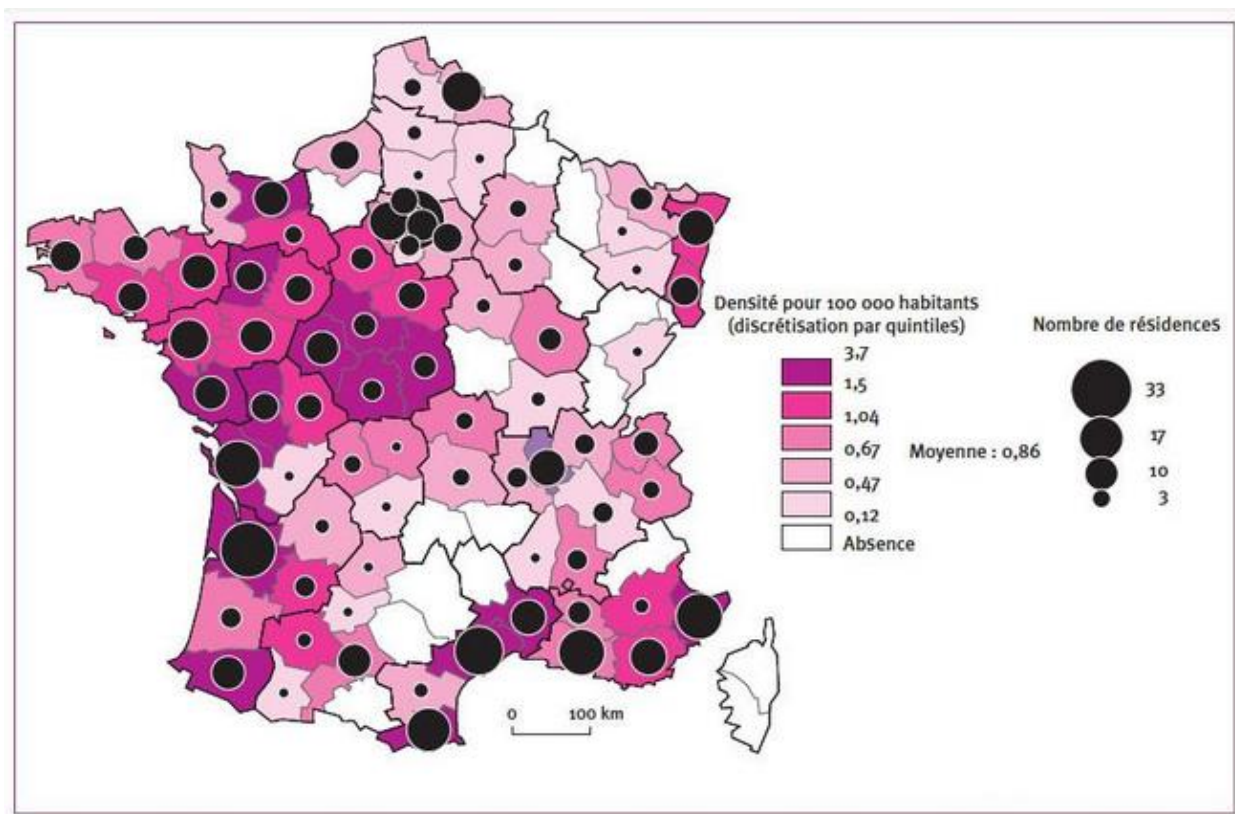 Densité pour 100 000 habitants
(discrétisation par quintiles)
3,7
1,5
1,04
0,67
0,47
0,12
Absence
Moyenne : 0,86
Nombre de résidences
33
17
10
3
0 100 km